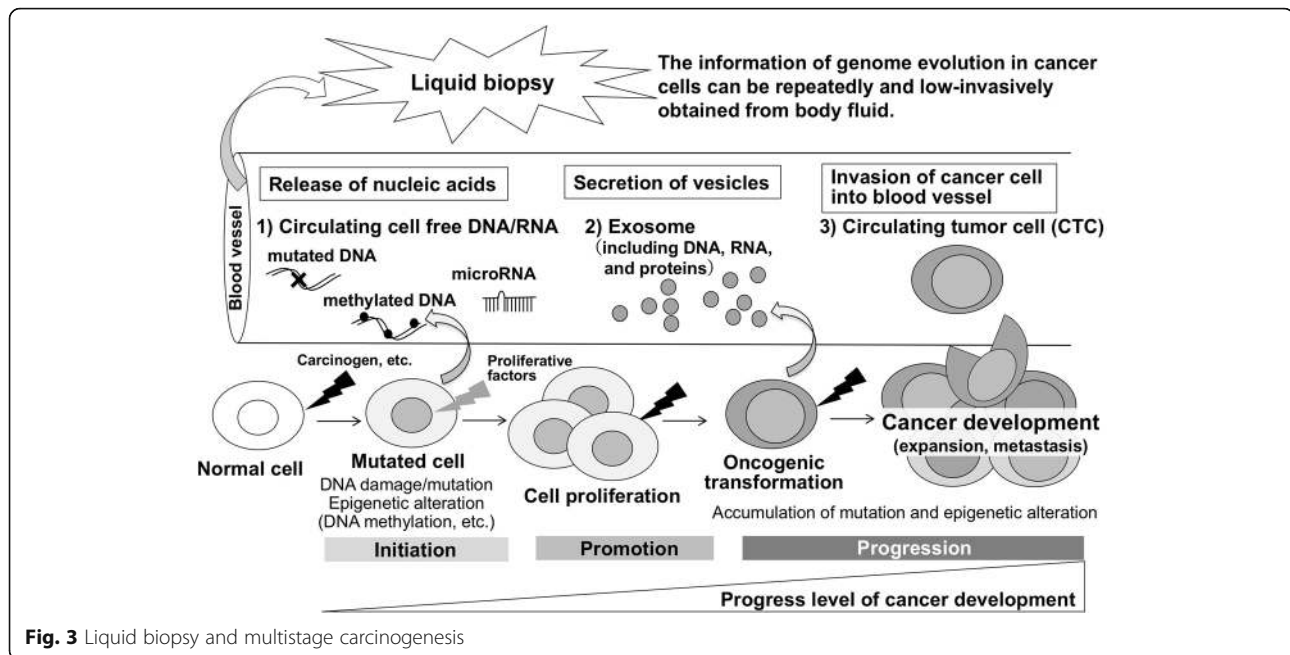 Liquid biopsy
The information of genome evolution in cancer
cells can be repeatedly and low-invasively
obtained from body fluid.
Blood vessel
Release of nucleic acids
Secretion of vesicles
Invasion of cancer cell
into blood vessel
1) Circulating cell free DNA/RNA
mutated DNA
microRNA
methylated DNA
2) Exosome
(including DNA, RNA,
and proteins)
3) Circulating tumor cell (CTC)
Carcinogen, etc.
Proliferative
factors
Normal cell
Mutated cell
DNA damage/mutation
Epigenetic alteration
(DNA methylation, etc.)
Cell proliferation
Oncogenic
transformation
Cancer development
(expansion, metastasis)
Accumulation of mutation and epigenetic alteration
Initiation
Promotion
Progression
Progress level of cancer development
Fig. 3 Liquid biopsy and multistage carcinogenesis